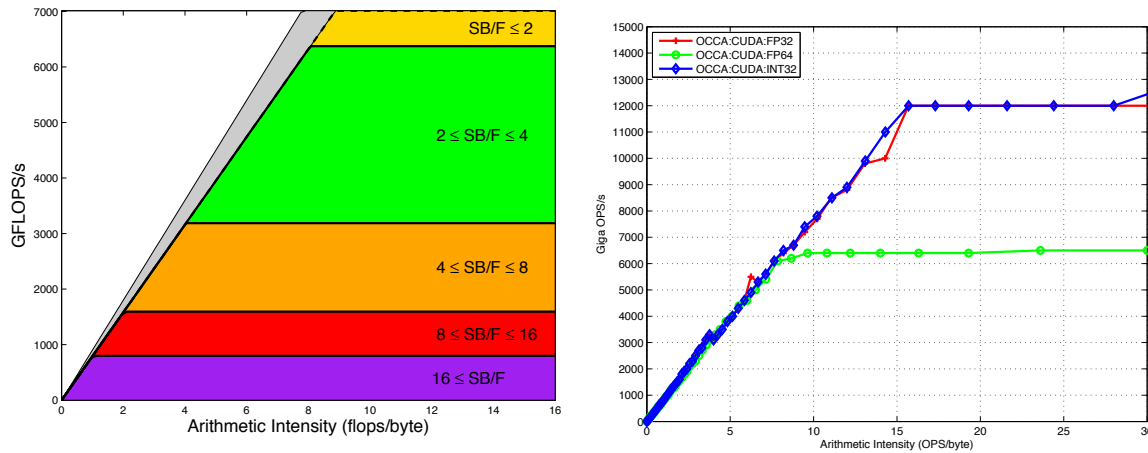 7000
6000
5000
4000
3000
2000
1000
0
GFLOPS/s
SB/F ≤ 2
2 ≤ SB/F ≤ 4
4 ≤ SB/F ≤ 8
8 ≤ SB/F ≤ 16
16 ≤ SB/F
0 2 4 6 8 10 12 14 16
Arithmetic Intensity (flops/byte)
15000
14000
13000
12000
11000
10000
9000
8000
7000
6000
5000
4000
3000
2000
1000
0
Giga OPS/s
OCCA:CUDA:FP32
OCCA:CUDA:FP64
OCCA:CUDA:INT32
0 5 10 15 20 25 30
Arithmetic Intensity (OPS/byte)